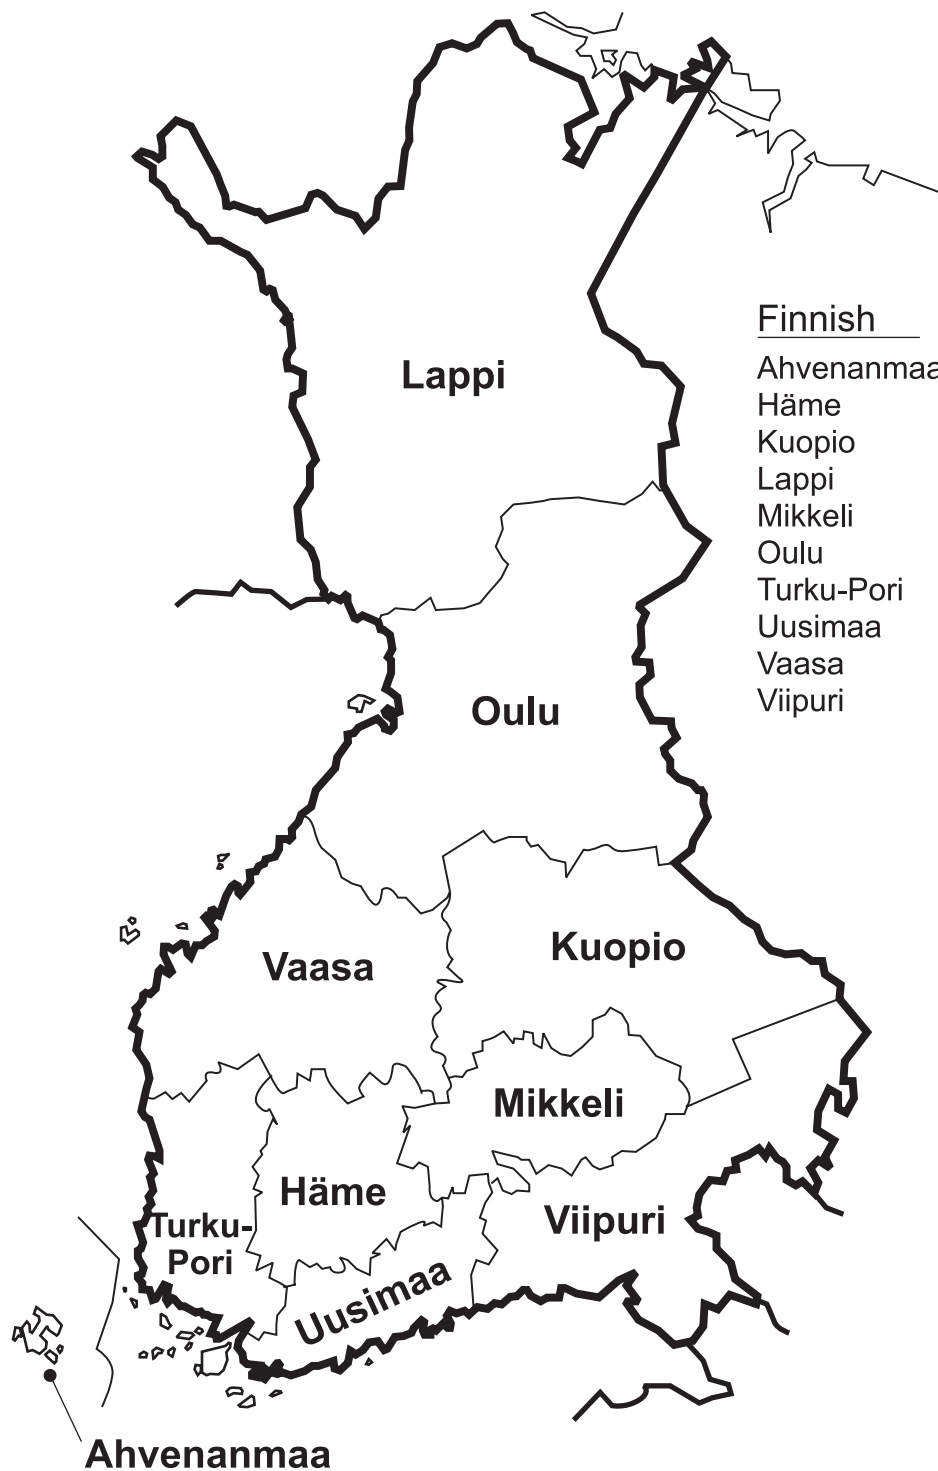 Finnish
Ahvenanmaa
Häme
Kuopio
Lappi
Mikkeli
Oulu
Turku-Pori
Uusimaa
Vaasa
Viipuri
Lappi
Oulu
Kuopio
Vaasa
Mikkeli
Häme
Viipuri
Turku-
Pori
Uusimaa
Ahvenanmaa